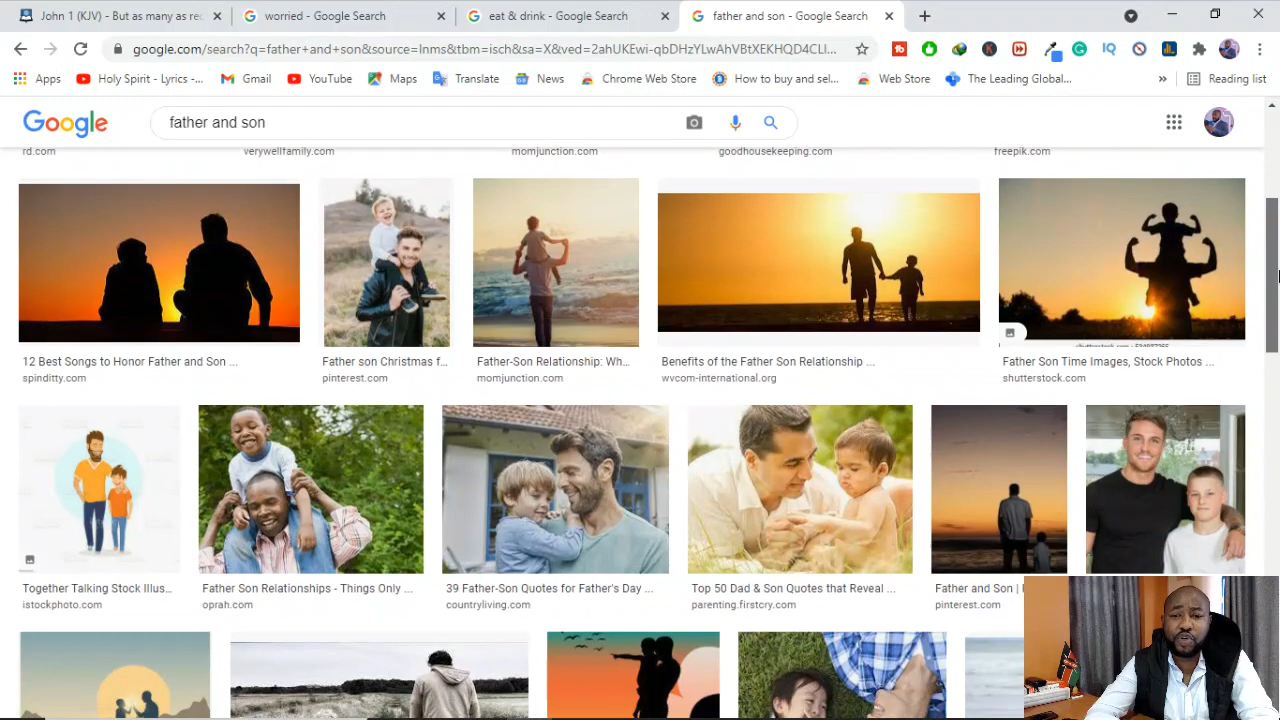 John 1 (KJV) - But as many as rec
worried - Google Search
eat & drink - Google Search
father and son - Google Search
google.com/search?q=father+and+son&source=lnms&tbm=isch&sa=X&ved=2ahUKEwi-qbDHzYLwAhVBtXEKHQD4CLI...
Apps
Holy Spirit - Lyrics -...
Gmail
YouTube
Maps
Translate
News
Chrome Web Store
How to buy and sel...
Web Store
The Leading Global...
»
Reading list
Google
father and son
rd.com
verywellfamily.com
momjunction.com
goodhousekeeping.com
freepik.com
12 Best Songs to Honor Father and Son ...
spinditty.com
Father son Christmas f...
pinterest.com
Father-Son Relationship: Wh...
momjunction.com
Benefits of the Father Son Relationship ...
wvcom-international.org
Father Son Time Images, Stock Photos ...
shutterstock.com
Together Talking Stock Illus...
istockphoto.com
Father Son Relationships - Things Only ...
oprah.com
39 Father-Son Quotes for Father's Day ...
countryliving.com
Top 50 Dad & Son Quotes that Reveal ...
parenting.firstcry.com
Father and Son |
pinterest.com